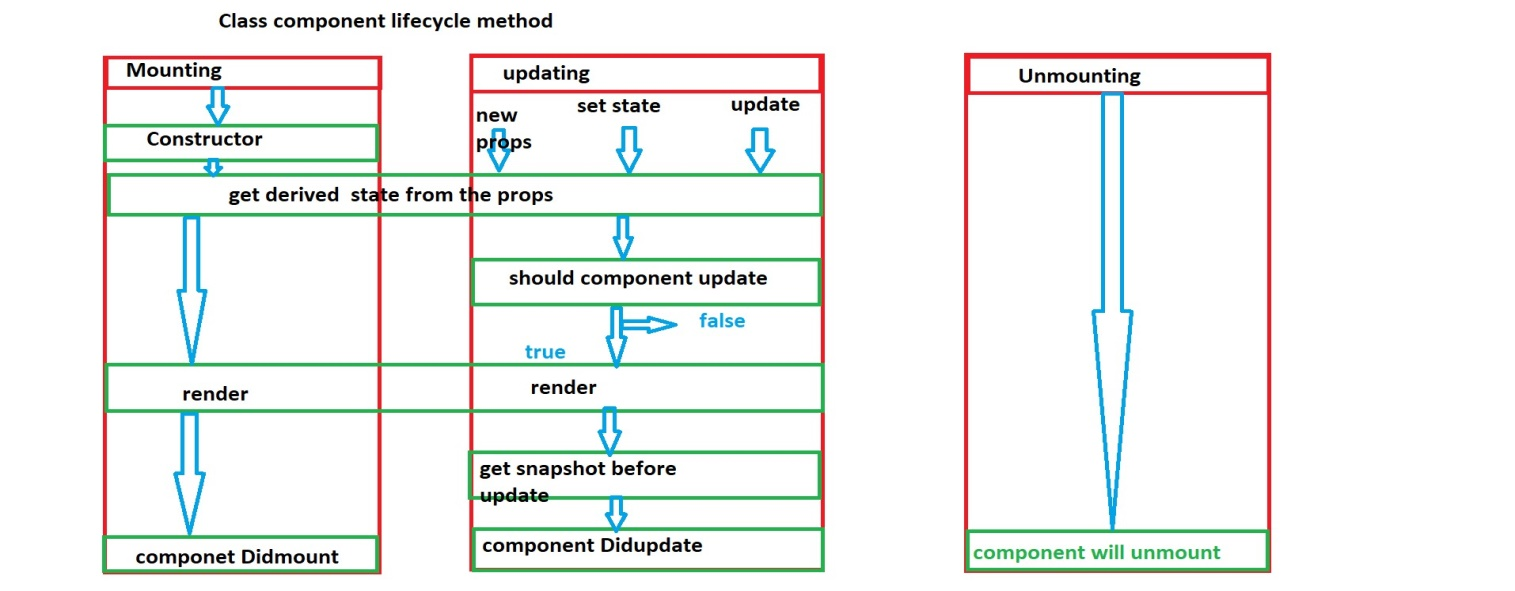 Class component lifecycle method
Mounting
Constructor
updating
new
props
set state
update
get derived  state from the props
should component update
false
true
render
render
get snapshot before
update
componet Didmount
component Didupdate
Unmounting
component will unmount